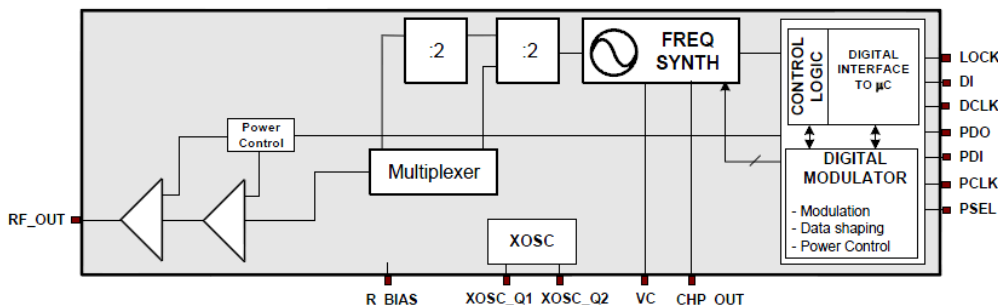 :2
:2
FREQ
SYNTH
CONTROL
LOGIC
DIGITAL
INTERFACE
TO μC
LOCK
DI
DCLK
PDO
PDI
PCLK
PSEL
Power
Control
Multiplexer
DIGITAL
MODULATOR
- Modulation
- Data shaping
- Power Control
RF_OUT
XOSC
R_BIAS
XOSC_Q1
XOSC_Q2
VC
CHP_OUT